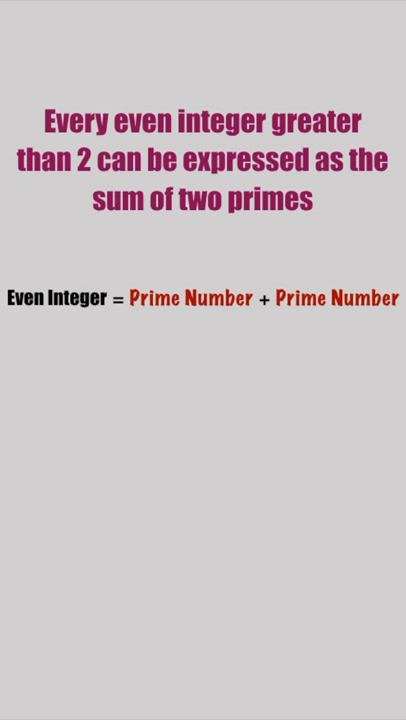 Every even integer greater
than 2 can be expressed as the
sum of two primes
Even Integer = Prime Number + Prime Number